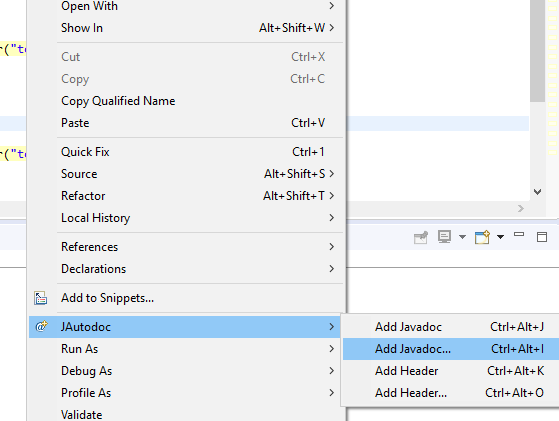 Open With
Show In Alt+Shift+W
r("te
Cut Ctrl+X
Copy Ctrl+C
Copy Qualified Name
Paste Ctrl+V
Quick Fix Ctrl+1
r("te
Source Alt+Shift+S
Refactor Alt+Shift+T
Local History
References
Declarations
Add to Snippets...
JAutodoc
Add Javadoc Ctrl+Alt+J
Run As
Add Javadoc... Ctrl+Alt+I
Debug As
Add Header Ctrl+Alt+K
Profile As
Add Header... Ctrl+Alt+O
Validate